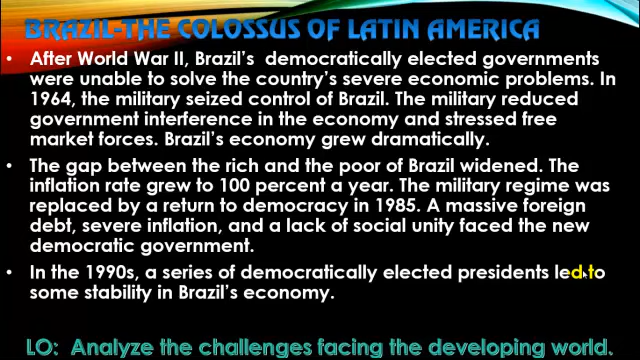 BRAZIL-THE COLOSSUS OF LATIN AMERICA
• After World War II, Brazil's democratically elected governments
were unable to solve the country's severe economic problems. In
1964, the military seized control of Brazil. The military reduced
government interference in the economy and stressed free
market forces. Brazil's economy grew dramatically.
• The gap between the rich and the poor of Brazil widened. The
inflation rate grew to 100 percent a year. The military regime was
replaced by a return to democracy in 1985. A massive foreign
debt, severe inflation, and a lack of social unity faced the new
democratic government.
• In the 1990s, a series of democratically elected presidents led to
some stability in Brazil's economy.
LO: Analyze the challenges facing the developing world.